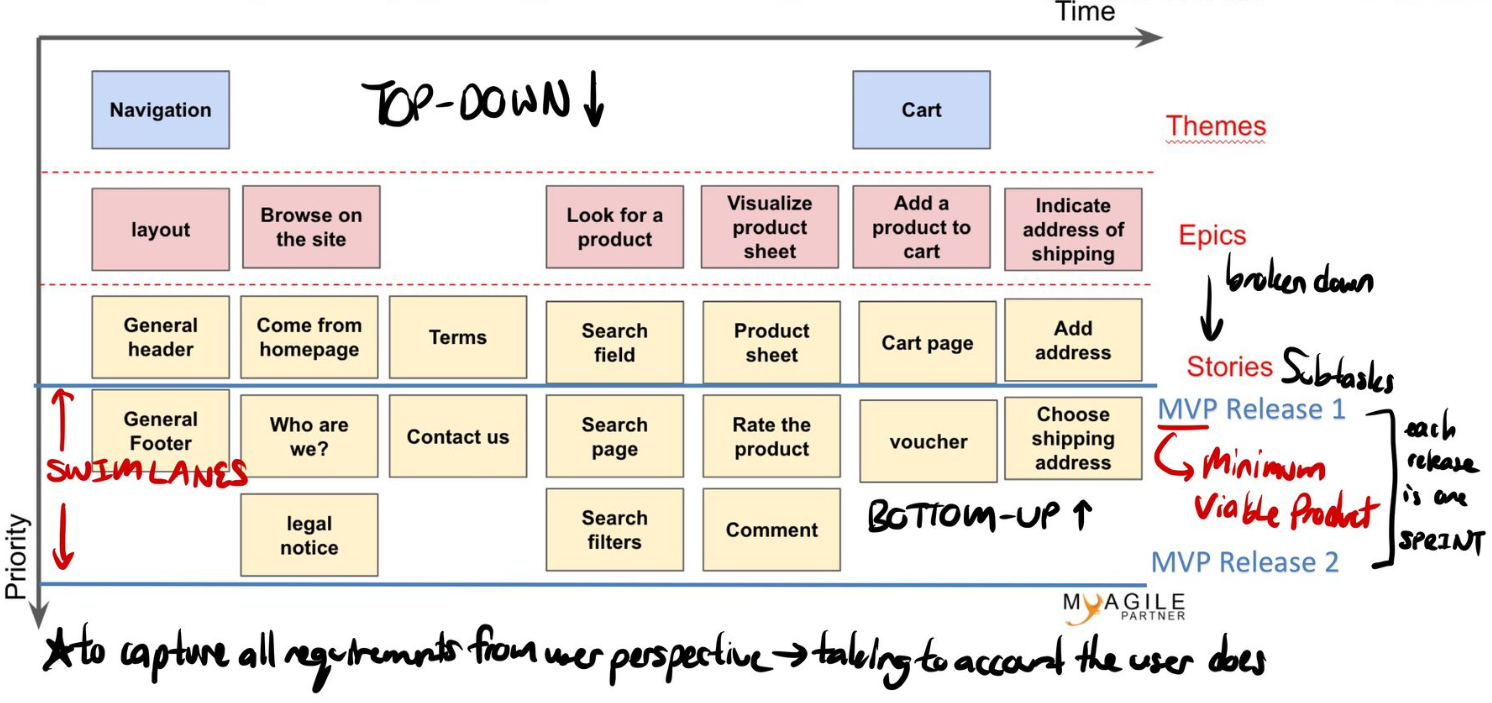 Time
Navigation
TOP-DOWN ↓
Cart
Themes
layout
Browse on
the site
Look for a
product
Visualize
product
sheet
Add a
product to
cart
Indicate
address of
shipping
Epics
broken down
General
header
Come from
homepage
Terms
Search
field
Product
sheet
Cart page
Add
address
Stories Subtasks
MVP Release 1
General
Footer
Who are
we?
Contact us
Search
page
Rate the
product
voucher
Choose
shipping
address
SWIMLANES
Minimum
Viable Product
each
release
is one
SPRINT
legal
notice
Search
filters
Comment
BOTTOM-UP ↑
MVP Release 2
Priority
MYAGILE
PARTNER
★to capture all requirements from user perspective → taking to account the user does